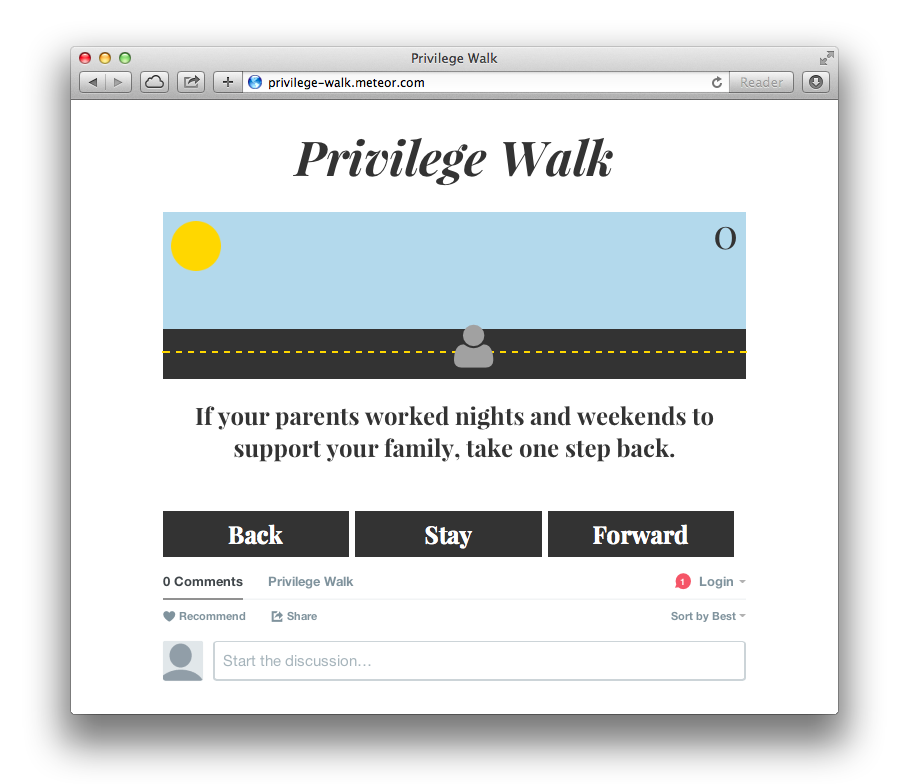 Privilege Walk
privilege-walk.meteor.com
Reader
Privilege Walk
0
If your parents worked nights and weekends to
support your family, take one step back.
Back Stay Forward
0 Comments Privilege Walk 1 Login
Recommend Share Sort by Best
Start the discussion…